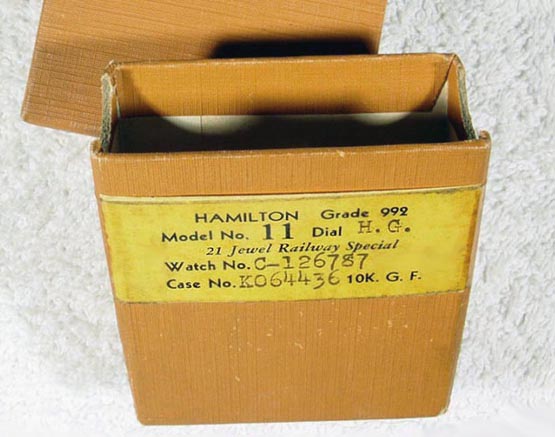 HAMILTON Grade 992
Model No. 11 Dial H.G.
21 Jewel Railway Special
Watch No. C-126787
Case No. K064436 10K. G. F.